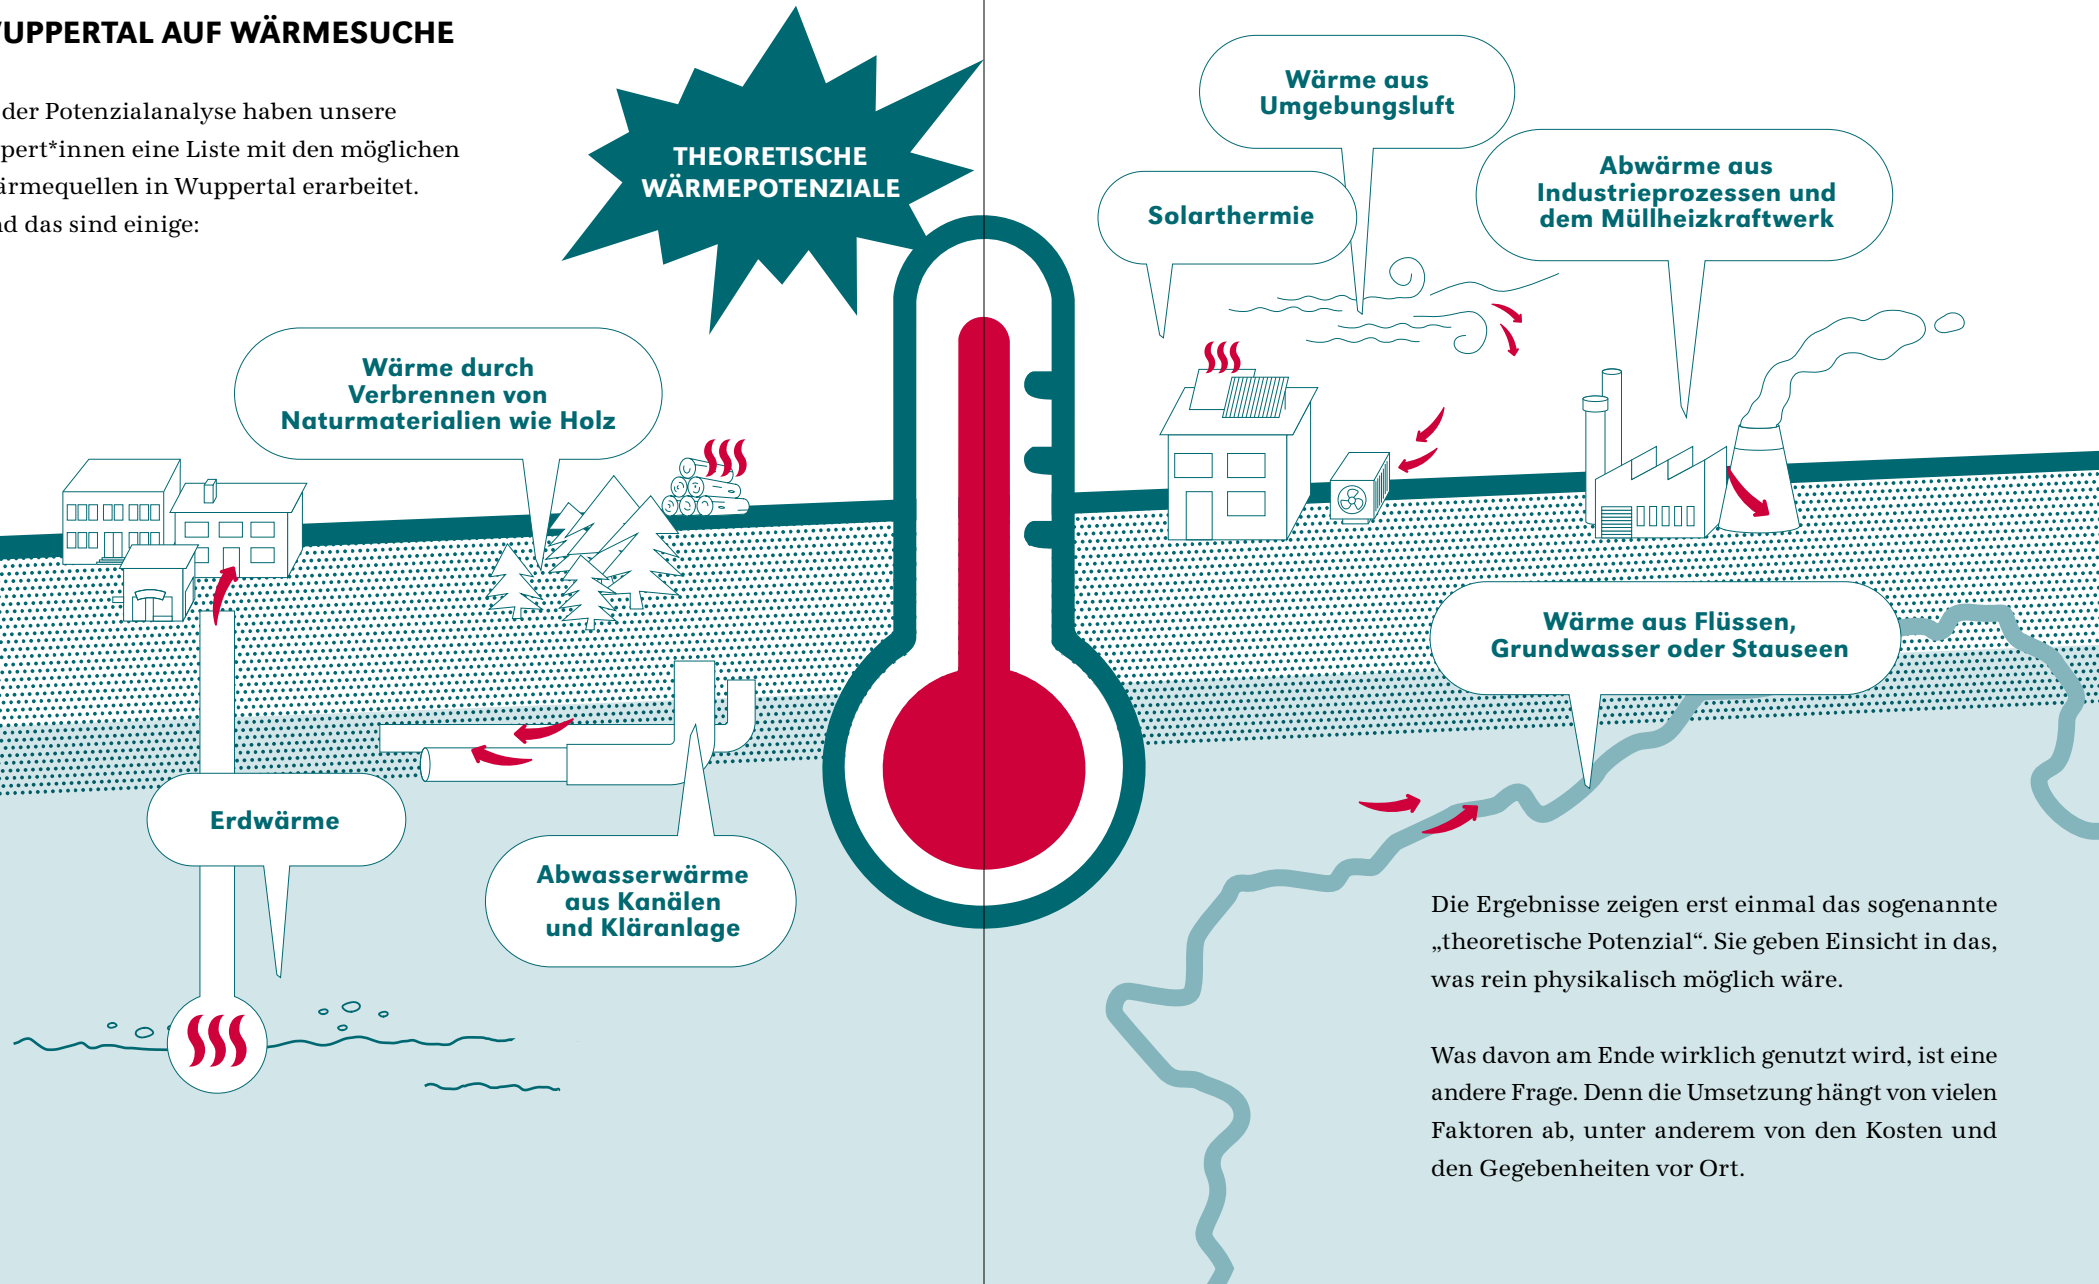 WUPPERTAL AUF WÄRMESUCHE
der Potenzialanalyse haben unsere
pert*innen eine Liste mit den möglichen
ärmequellen in Wuppertal erarbeitet.
nd das sind einige:
THEORETISCHE
WÄRMEPOTENZIALE
Wärme durch
Verbrennen von
Naturmaterialien wie Holz
Erdwärme
Abwasserwärme
aus Kanälen
und Kläranlage
Wärme aus
Umgebungsluft
Solarthermie
Abwärme aus
Industrieprozessen und
dem Müllheizkraftwerk
Wärme aus Flüssen,
Grundwasser oder Stauseen
Die Ergebnisse zeigen erst einmal das sogenannte
„theoretische Potenzial“. Sie geben Einsicht in das,
was rein physikalisch möglich wäre.
Was davon am Ende wirklich genutzt wird, ist eine
andere Frage. Denn die Umsetzung hängt von vielen
Faktoren ab, unter anderem von den Kosten und
den Gegebenheiten vor Ort.